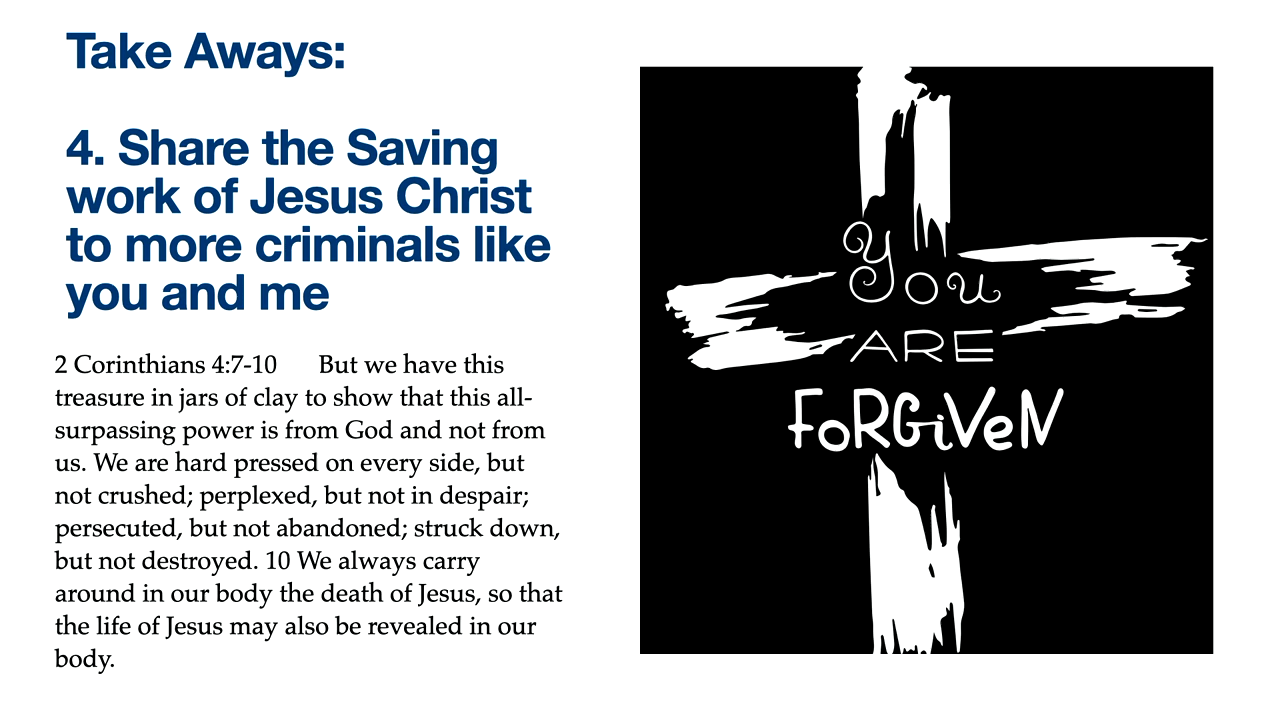 Take Aways:
4. Share the Saving
work of Jesus Christ
to more criminals like
you and me
2 Corinthians 4:7-10 But we have this
treasure in jars of clay to show that this all-
surpassing power is from God and not from
us. We are hard pressed on every side, but
not crushed; perplexed, but not in despair;
persecuted, but not abandoned; struck down,
but not destroyed. 10 We always carry
around in our body the death of Jesus, so that
the life of Jesus may also be revealed in our
body.
You
ARE
FoRGiVeN